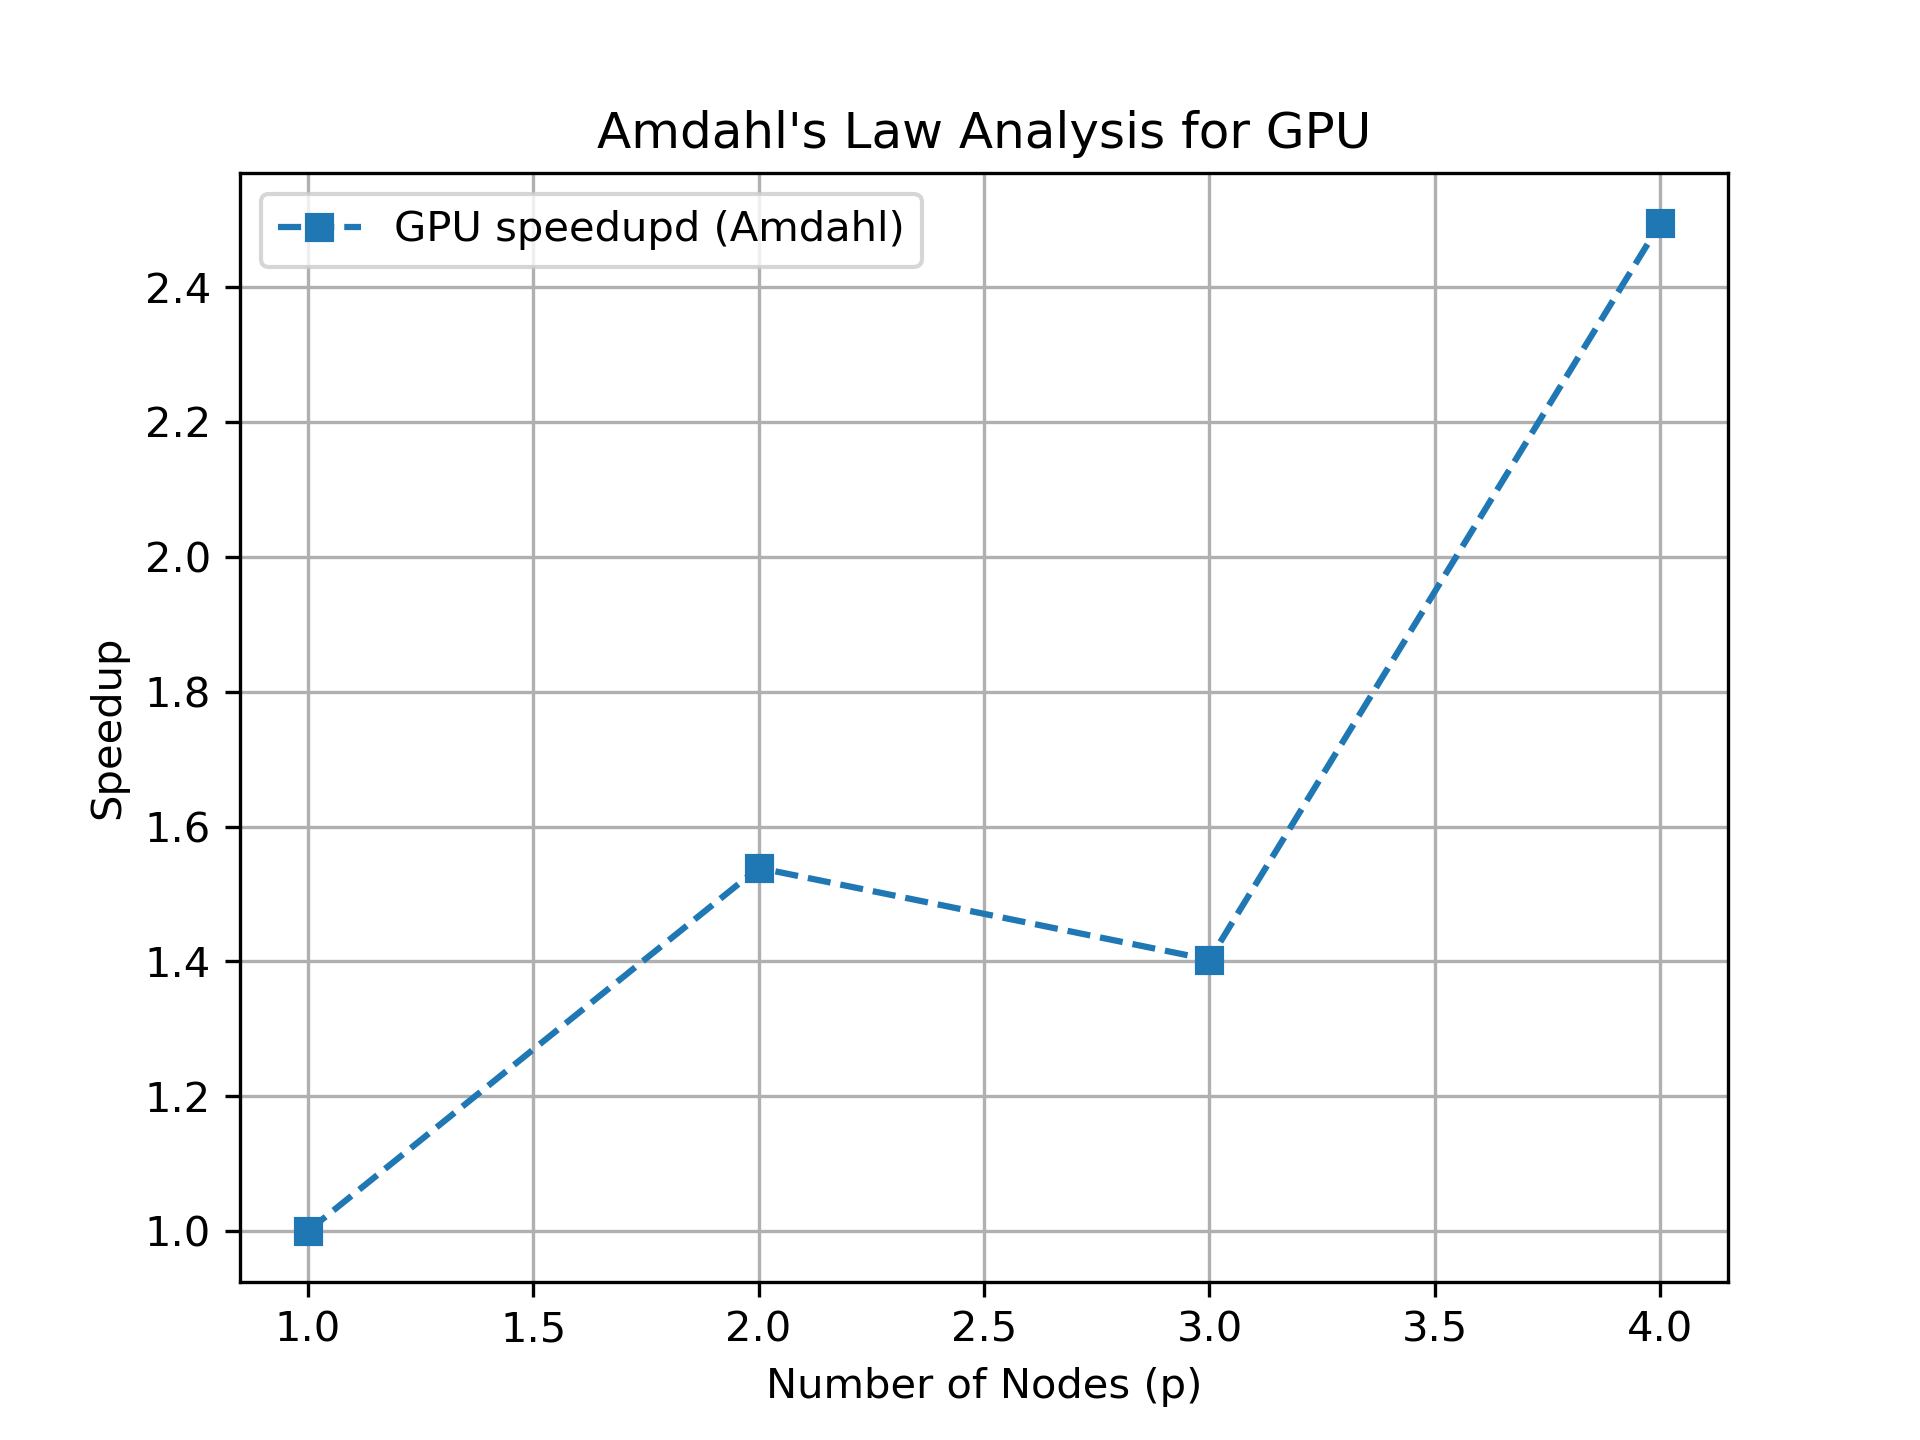 Amdahl's Law Analysis for GPU
GPU speedupd (Amdahl)
2.4
2.2
2.0
1.8
1.6
1.4
1.2
1.0
Speedup
1.0 1.5 2.0 2.5 3.0 3.5 4.0
Number of Nodes (p)